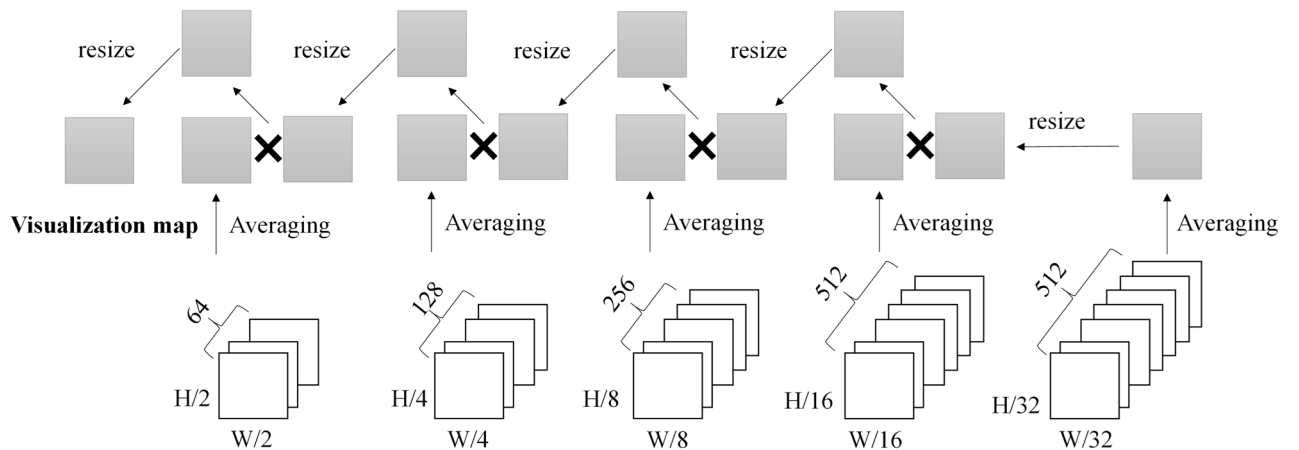 resize
resize
resize
resize
resize
Visualization map
Averaging
Averaging
Averaging
Averaging
Averaging
64
128
256
512
512
H/2
H/4
H/8
H/16
H/32
W/2
W/4
W/8
W/16
W/32